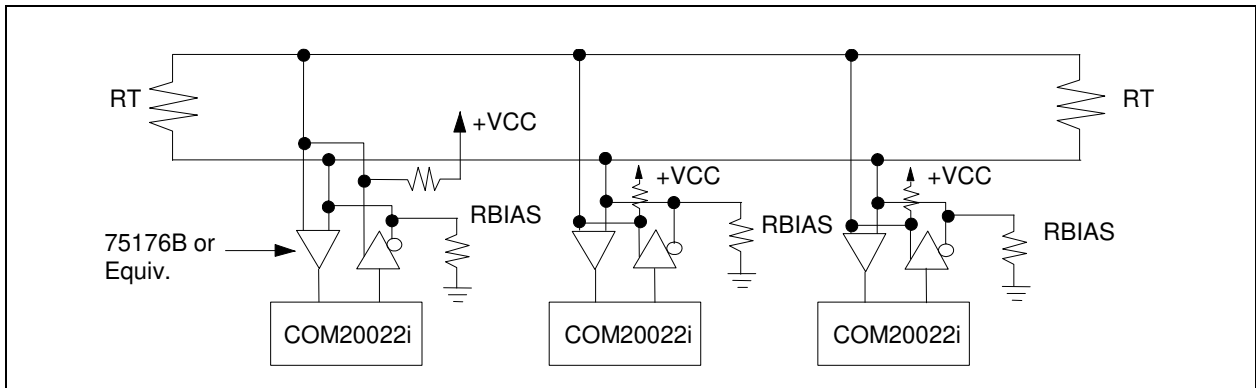 RT
RT
+VCC
+VCC
+VCC
RBIAS
RBIAS
RBIAS
75176B or
Equiv.
COM20022i
COM20022i
COM20022i